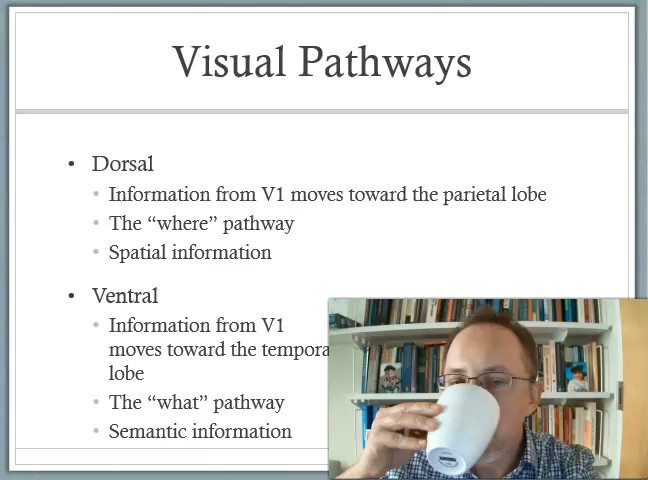 Visual Pathways
• Dorsal
• Information from V1 moves toward the parietal lobe
• The “where” pathway
• Spatial information
• Ventral
• Information from V1
moves toward the tempora
lobe
• The “what” pathway
• Semantic information